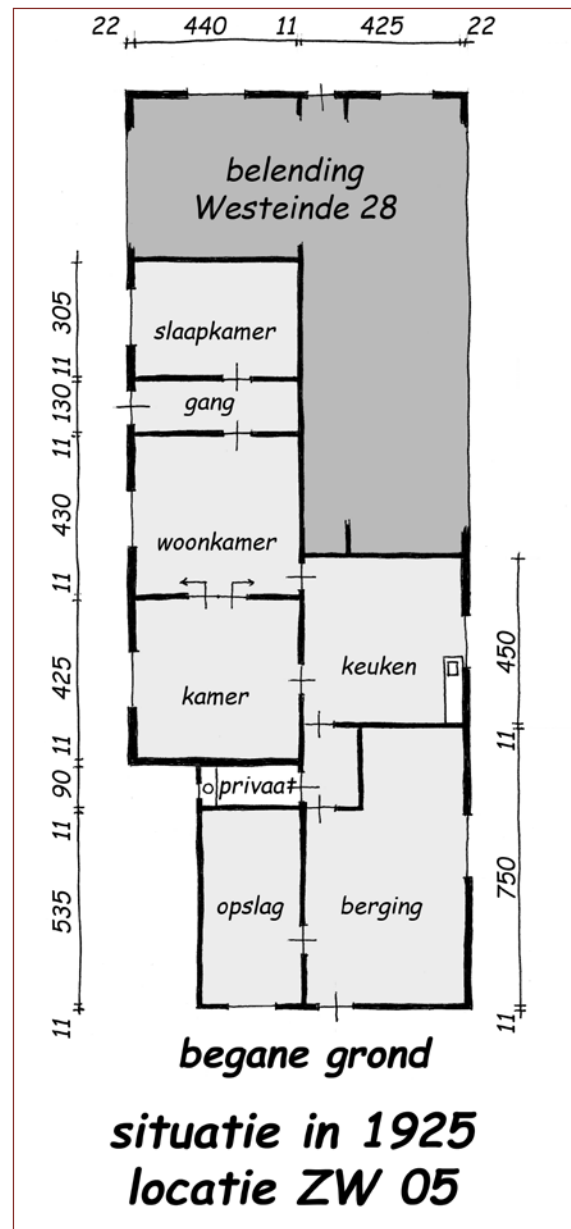 22 440 11 425 22
belending
Westeinde 28
305
slaapkamer
11
gang
130
11
430
woonkamer
11
keuken
450
425
kamer
11
11
privaat
90
11
535
opslag
berging
750
11
11
begane grond
situatie in 1925
locatie ZW 05